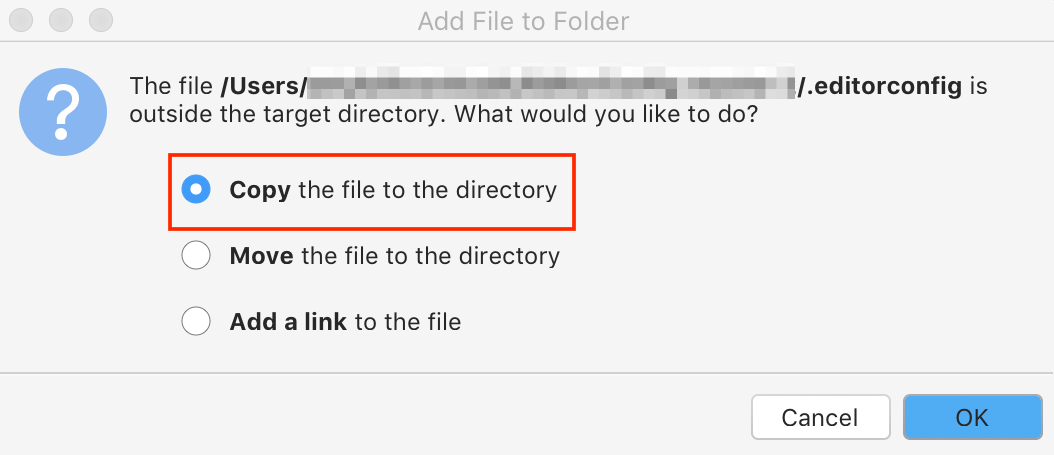 Add File to Folder
The file /Users/ /.editorconfig is
outside the target directory. What would you like to do?
Copy the file to the directory
Move the file to the directory
Add a link to the file
Cancel
OK